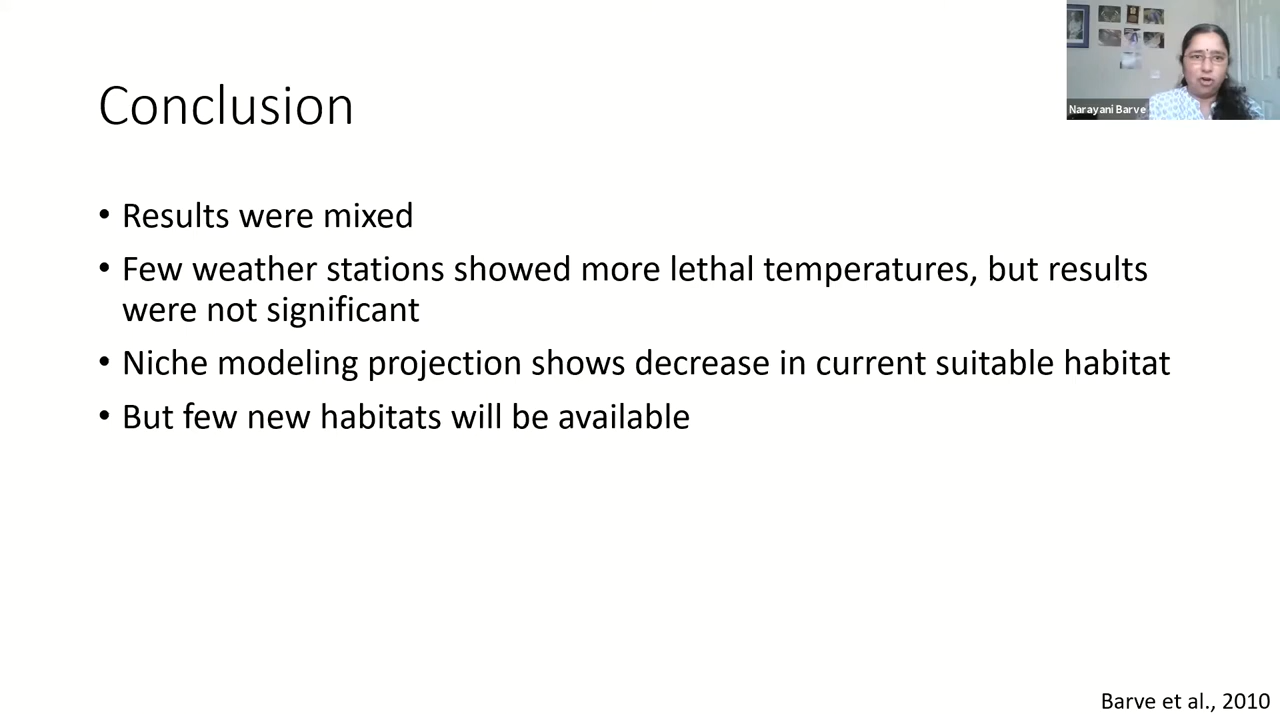 Conclusion
Narayani Barve
• Results were mixed
• Few weather stations showed more lethal temperatures, but results
were not significant
• Niche modeling projection shows decrease in current suitable habitat
• But few new habitats will be available
Barve et al., 2010